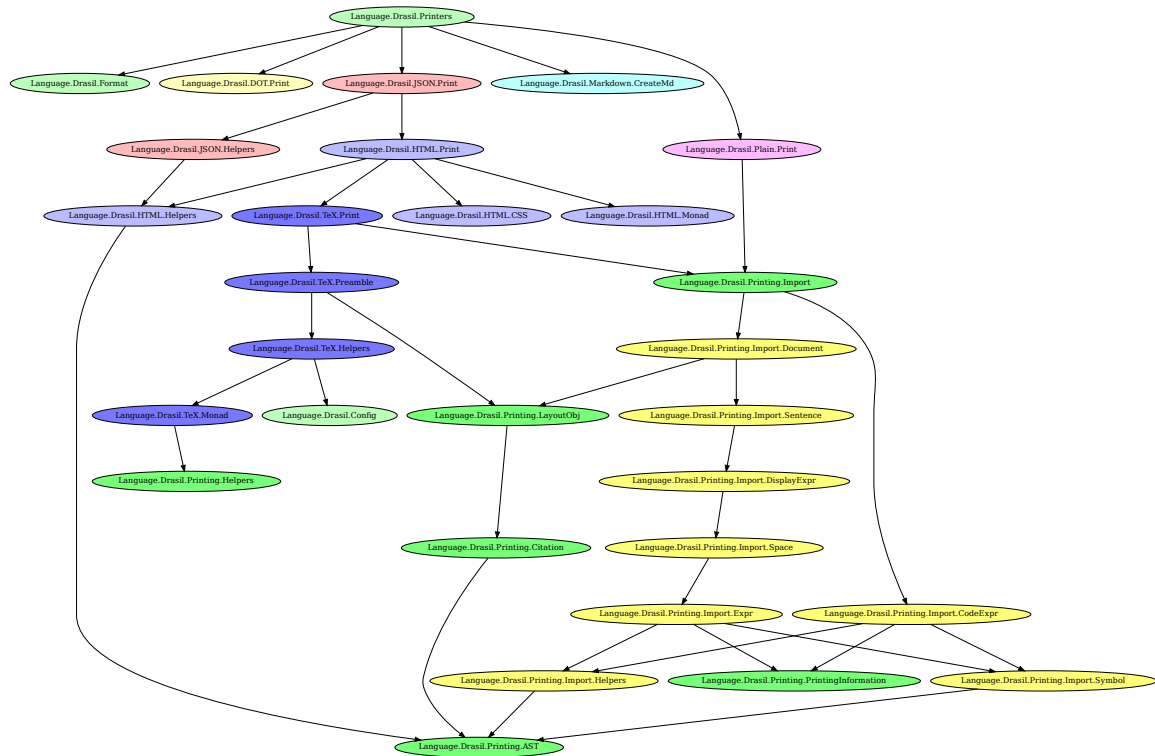 Language.Drasil.Printers
Language.Drasil.Format
Language.Drasil.DOT.Print
Language.Drasil.JSON.Print
Language.Drasil.Markdown.CreateMd
Language.Drasil.JSON.Helpers
Language.Drasil.HTML.Print
Language.Drasil.Plain.Print
Language.Drasil.HTML.Helpers
Language.Drasil.TeX.Print
Language.Drasil.HTML.CSS
Language.Drasil.HTML.Monad
Language.Drasil.TeX.Preamble
Language.Drasil.Printing.Import
Language.Drasil.TeX.Helpers
Language.Drasil.Printing.Import.Document
Language.Drasil.TeX.Monad
Language.Drasil.Config
Language.Drasil.Printing.LayoutObj
Language.Drasil.Printing.Import.Sentence
Language.Drasil.Printing.Helpers
Language.Drasil.Printing.Import.DisplayExpr
Language.Drasil.Printing.Citation
Language.Drasil.Printing.Import.Space
Language.Drasil.Printing.Import.Expr
Language.Drasil.Printing.Import.CodeExpr
Language.Drasil.Printing.Import.Helpers
Language.Drasil.Printing.PrintingInformation
Language.Drasil.Printing.Import.Symbol
Language.Drasil.Printing.AST